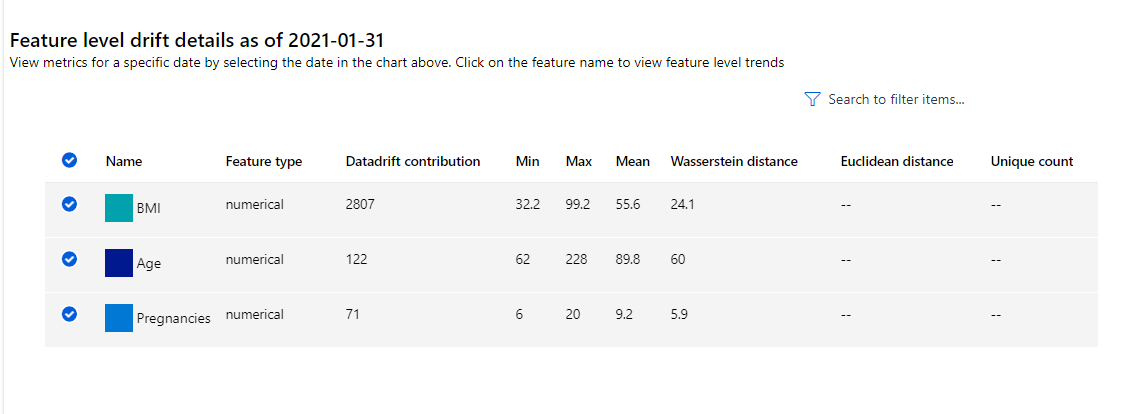 Feature level drift details as of 2021-01-31
View metrics for a specific date by selecting the date in the chart above. Click on the feature name to view feature level trends
Search to filter items...
Name Feature type Datadrift contribution Min Max Mean Wasserstein distance Euclidean distance Unique count
BMI numerical 2807 32.2 99.2 55.6 24.1 -- --
Age numerical 122 62 228 89.8 60 -- --
Pregnancies numerical 71 6 20 9.2 5.9 -- --